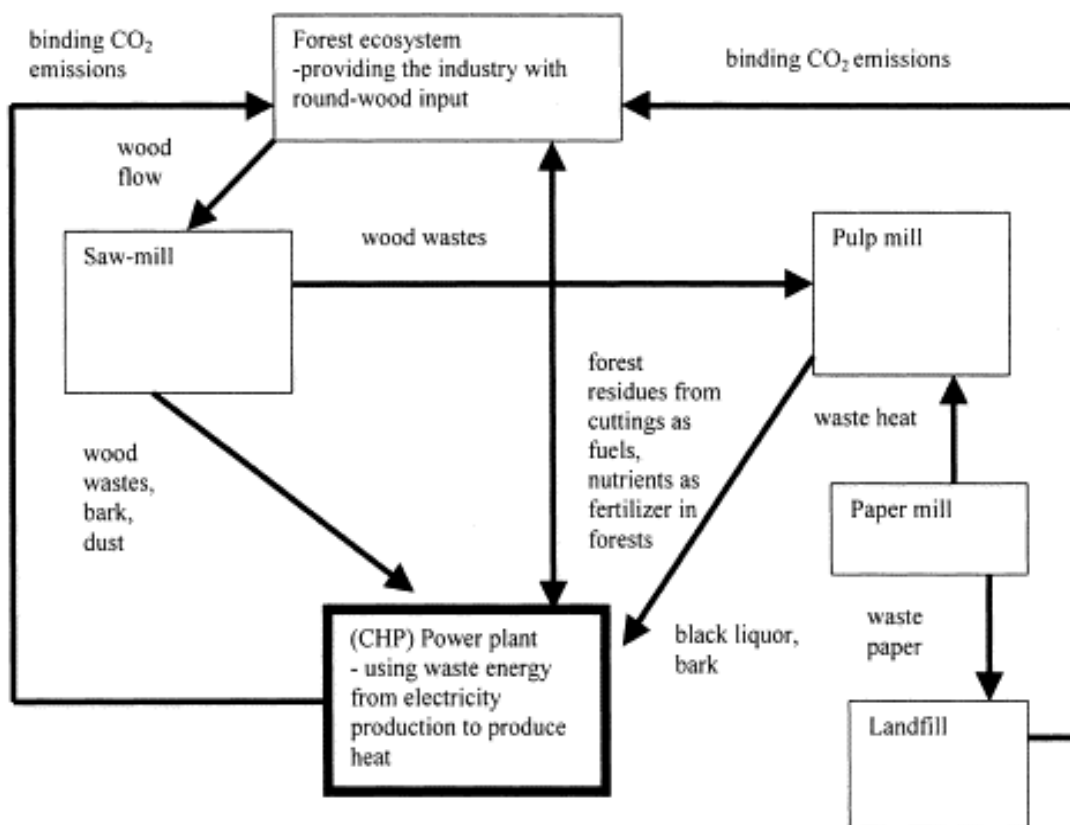 binding CO₂
emissions
Forest ecosystem
-providing the industry with
round-wood input
binding CO₂ emissions
wood
flow
Saw-mill
wood wastes
Pulp mill
forest
residues from
cuttings as
fuels,
nutrients as
fertilizer in
forests
waste heat
wood
wastes,
bark,
dust
Paper mill
(CHP) Power plant
- using waste energy
from electricity
production to produce
heat
black liquor,
bark
waste
paper
Landfill